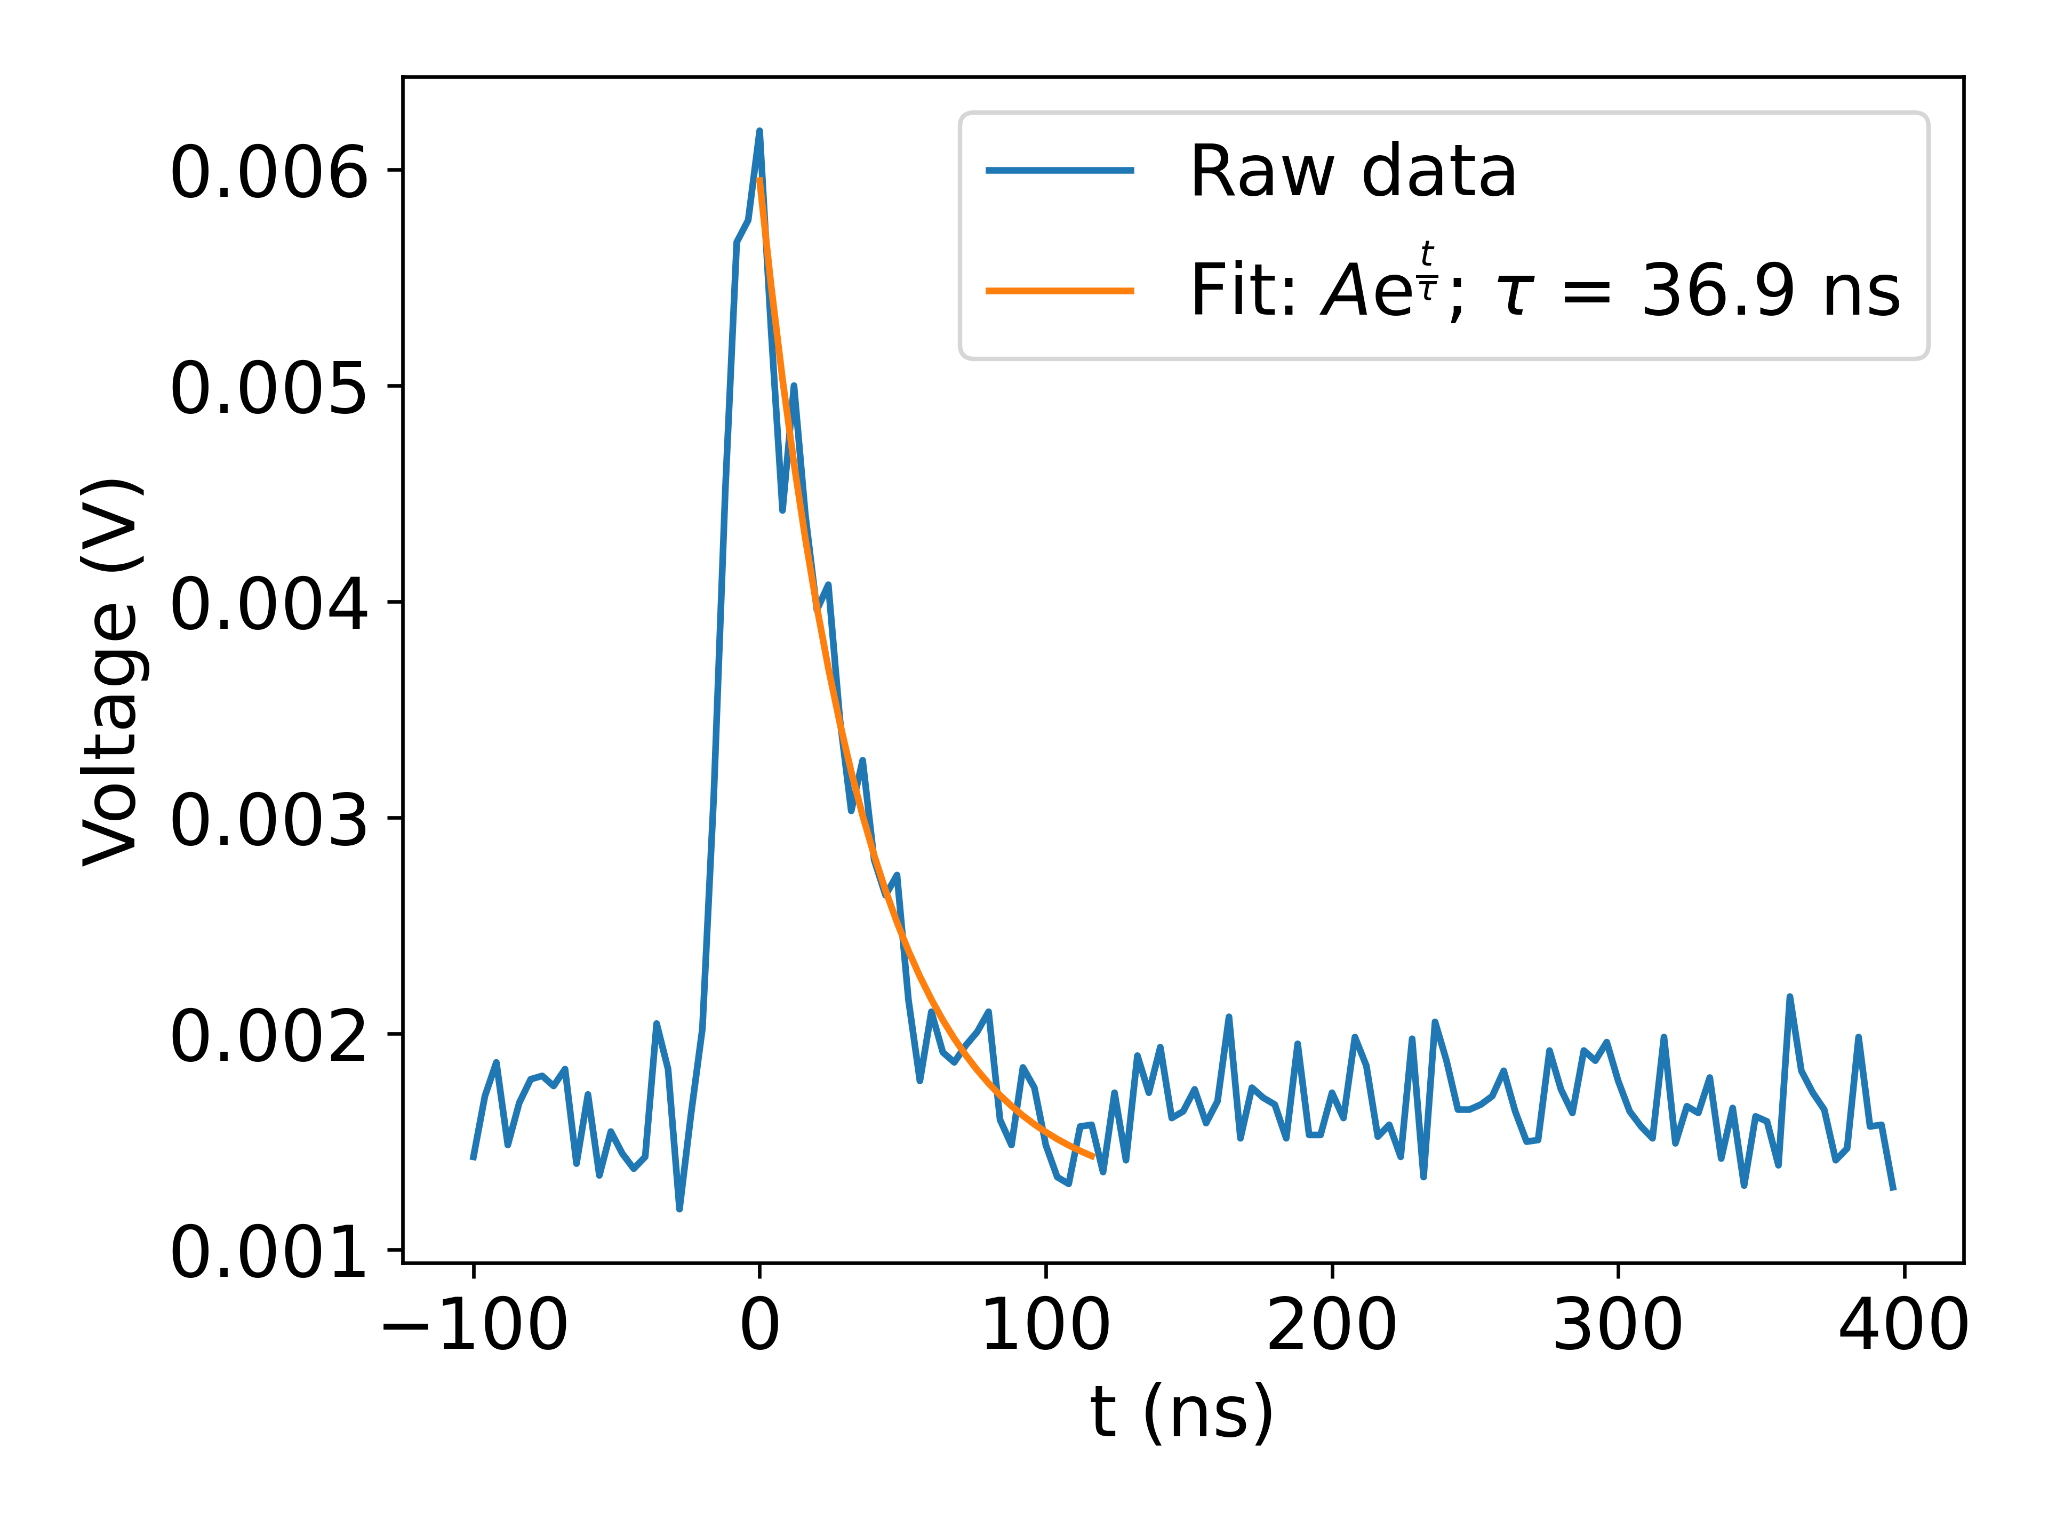 Raw data
Fit: Ae^{t/τ}; τ = 36.9 ns
0.006
0.005
0.004
0.003
0.002
0.001
Voltage (V)
−100 0 100 200 300 400
t (ns)